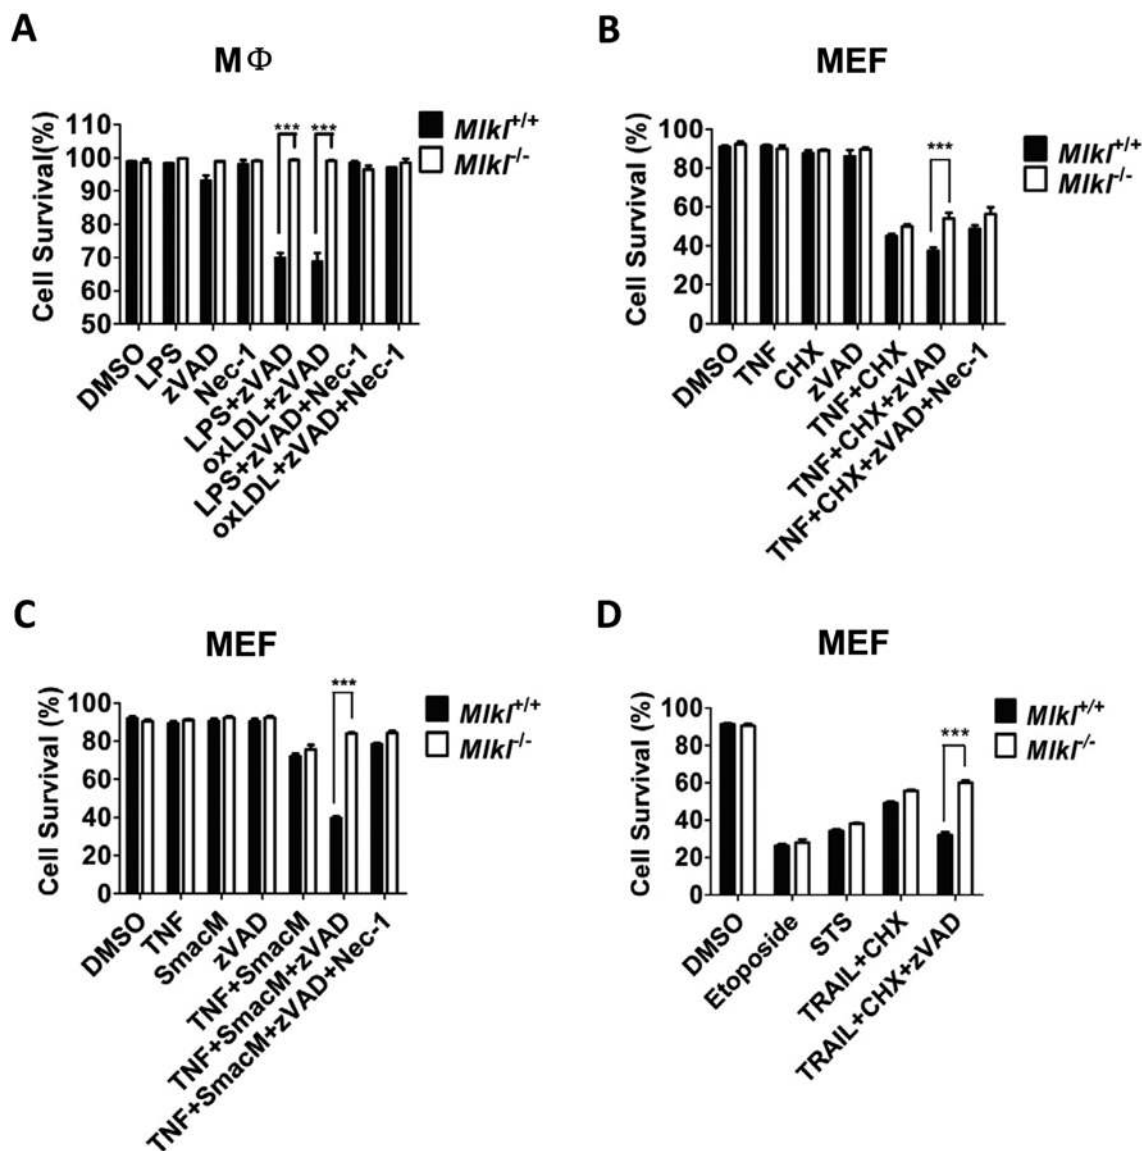 A
MΦ
Cell Survival(%)
110
100
90
80
70
60
50
*** ***
Mlkl+/+
Mlkl-/-
DMSO
LPS
zVAD
Nec-1
LPS+zVAD
oxLDL+zVAD
LPS+zVAD+Nec-1
oxLDL+zVAD+Nec-1
B
MEF
Cell Survival (%)
100
80
60
40
20
0
***
Mlkl+/+
Mlkl-/-
DMSO
TNF
CHX
zVAD
TNF+CHX
TNF+CHX+zVAD
TNF+CHX+zVAD+Nec-1
C
MEF
Cell Survival (%)
100
80
60
40
20
0
***
Mlkl+/+
Mlkl-/-
DMSO
TNF
SmacM
zVAD
TNF+SmacM
TNF+SmacM+zVAD
TNF+SmacM+zVAD+Nec-1
D
MEF
Cell Survival (%)
100
80
60
40
20
0
***
Mlkl+/+
Mlkl-/-
DMSO
Etoposide
STS
TRAIL+CHX
TRAIL+CHX+zVAD